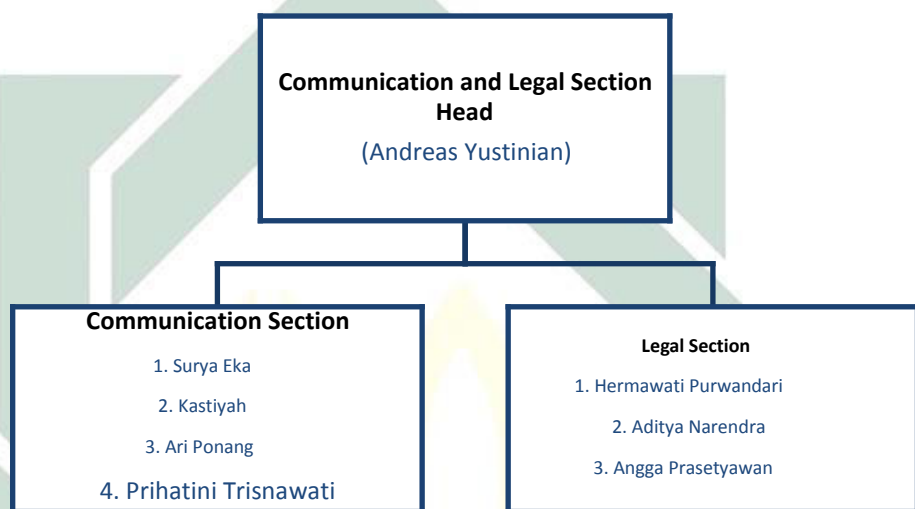 Communication and Legal Section
Head
(Andreas Yustinian)
Communication Section
1. Surya Eka
2. Kastiyah
3. Ari Ponang
4. Prihatini Trisnawati
Legal Section
1. Hermawati Purwandari
2. Aditya Narendra
3. Angga Prasetyawan